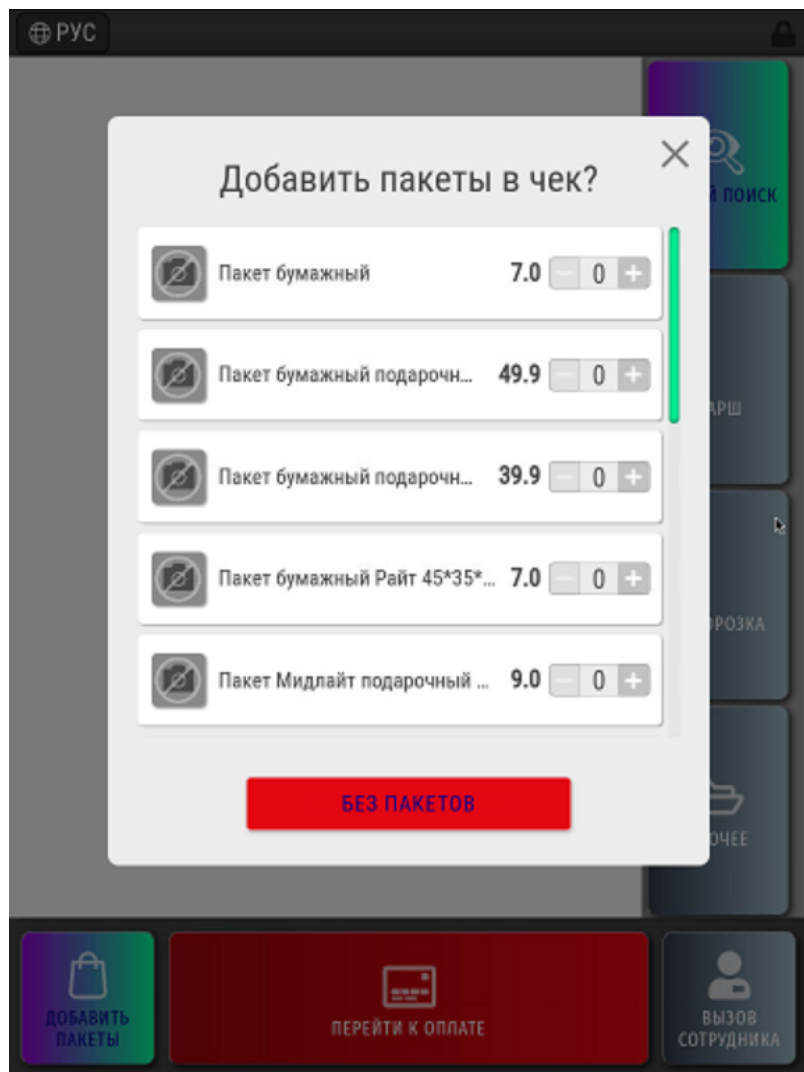 РУС
Добавить пакеты в чек?
Пакет бумажный 7.0 − 0 +
Пакет бумажный подарочн... 49.9 − 0 +
Пакет бумажный подарочн... 39.9 − 0 +
Пакет бумажный Райт 45*35*... 7.0 − 0 +
Пакет Мидлайт подарочный ... 9.0 − 0 +
БЕЗ ПАКЕТОВ
ПОИСК
АРШ
РОЗКА
ОЧЕЕ
ДОБАВИТЬ
ПАКЕТЫ
ПЕРЕЙТИ К ОПЛАТЕ
ВЫЗОВ
СОТРУДНИКА